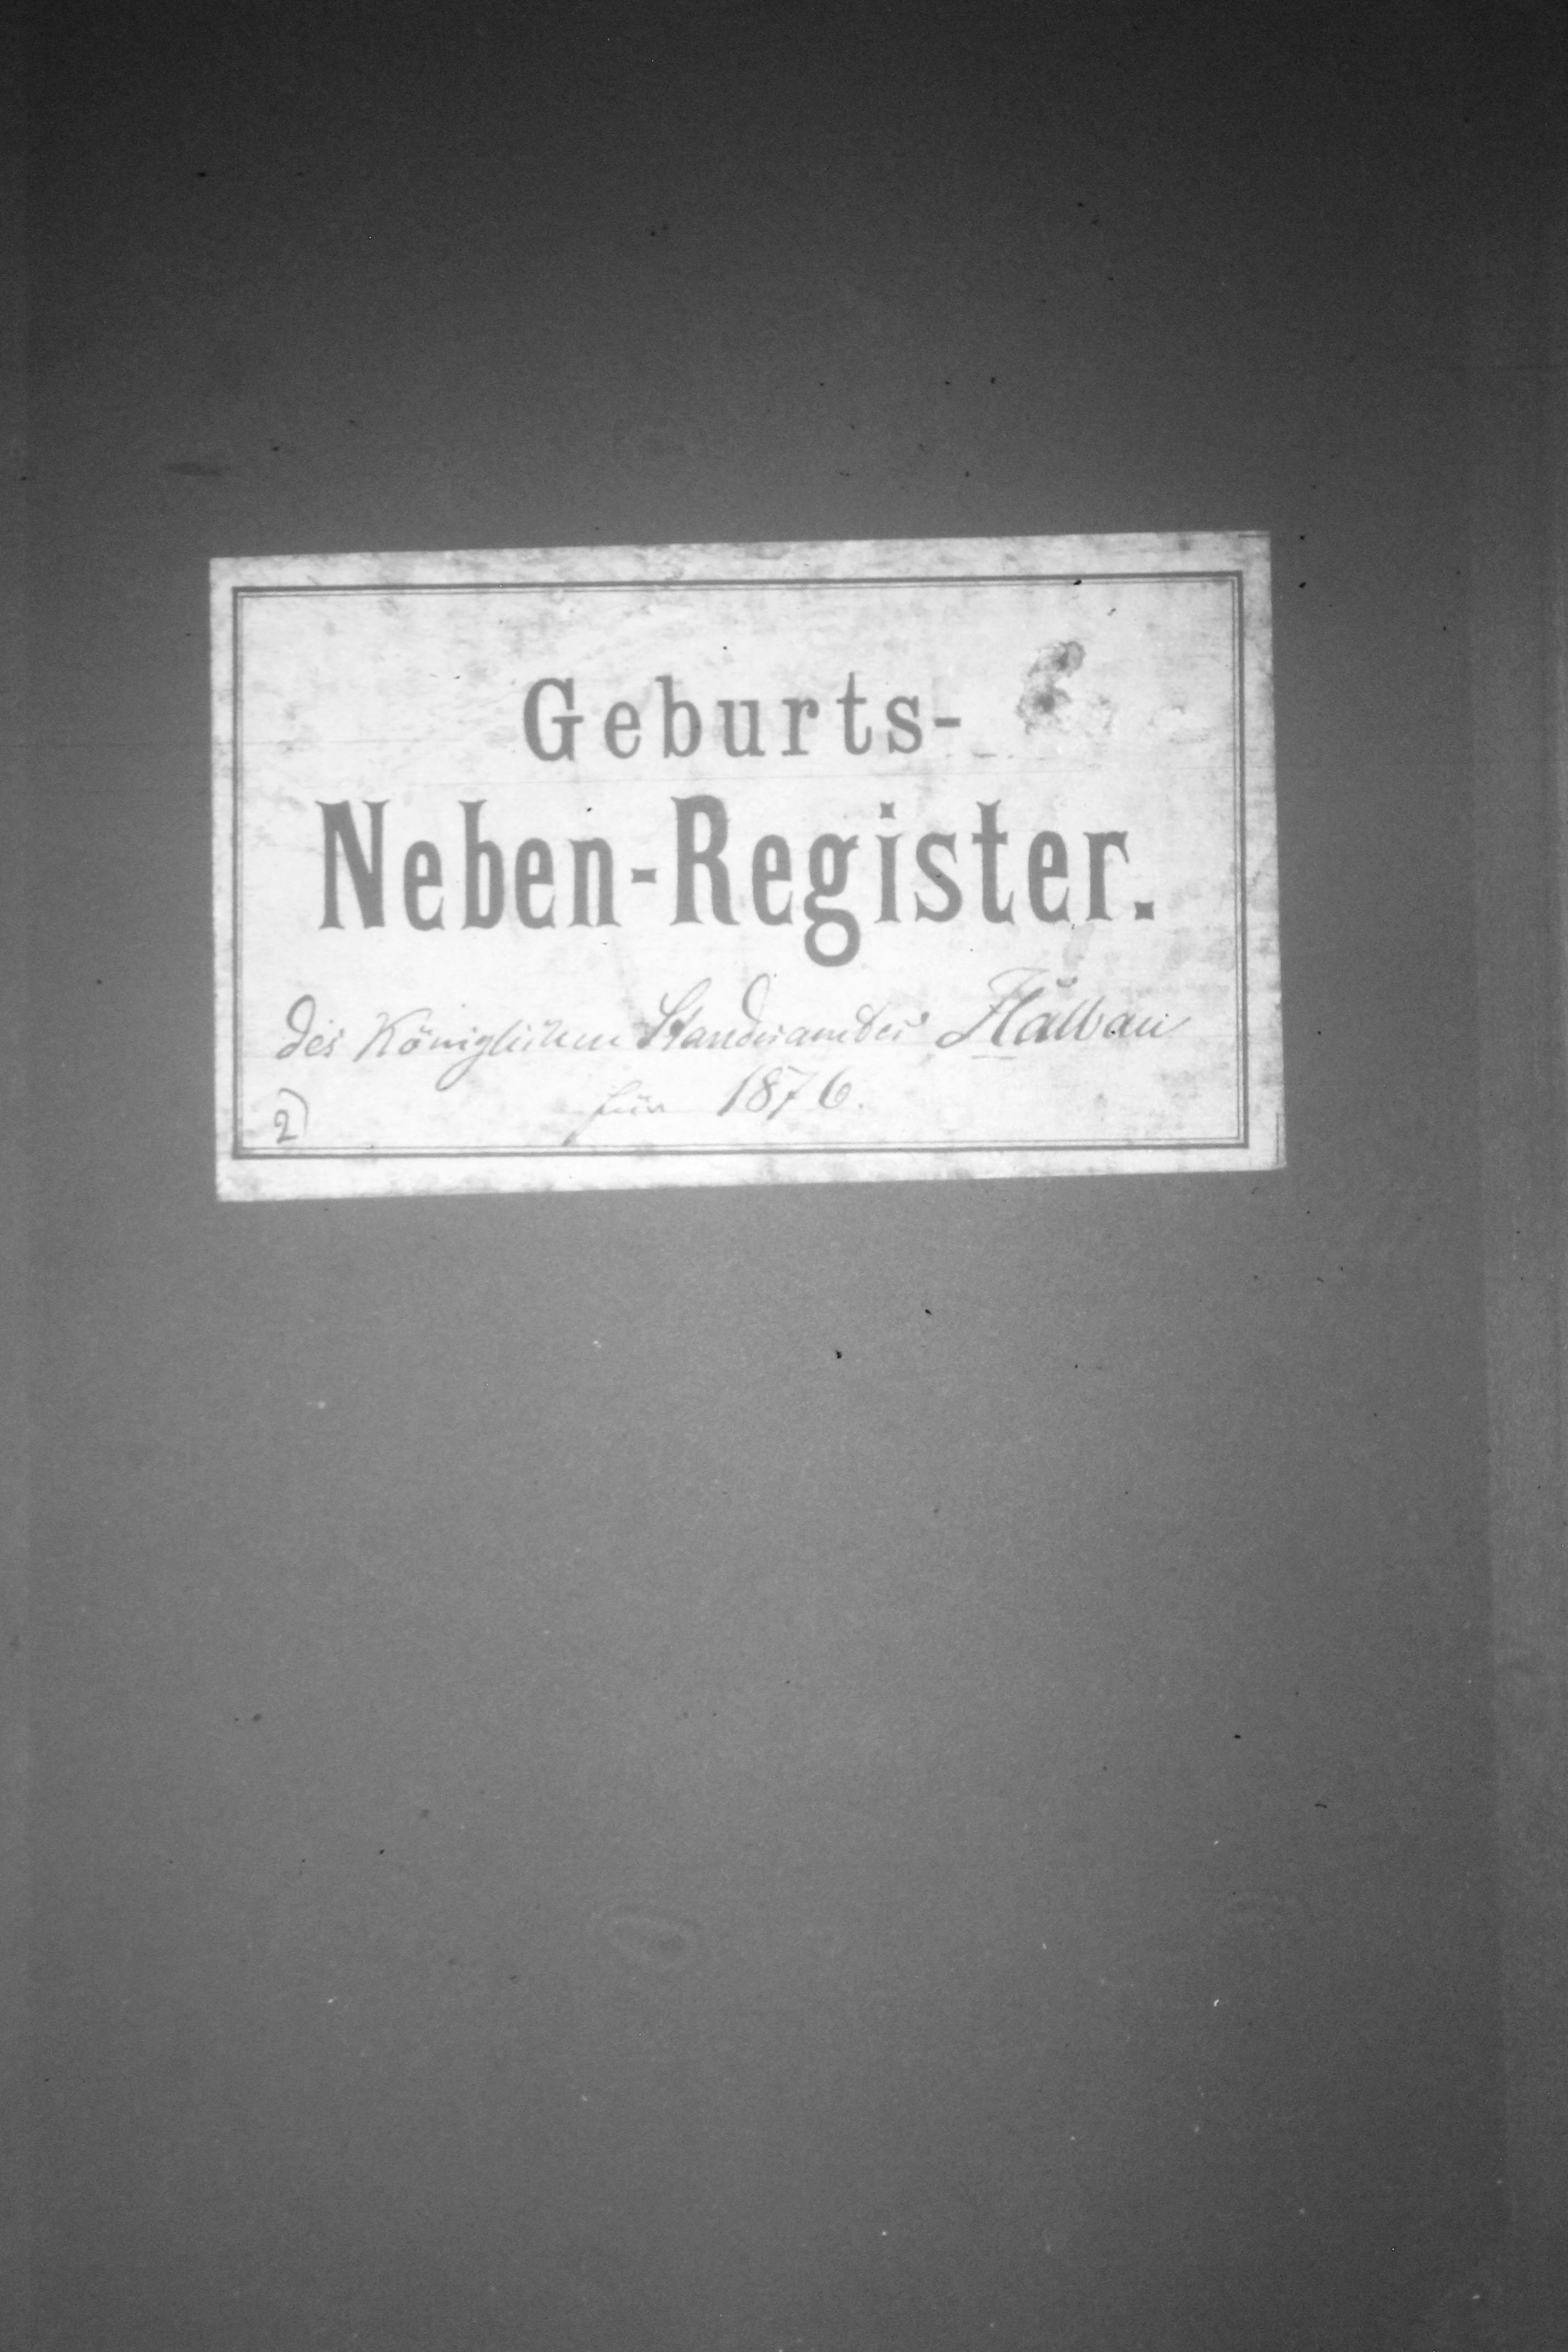 Geburts-
Neben-Register.
des Königlichen Standesamtes Halbau
für 1876.
2)